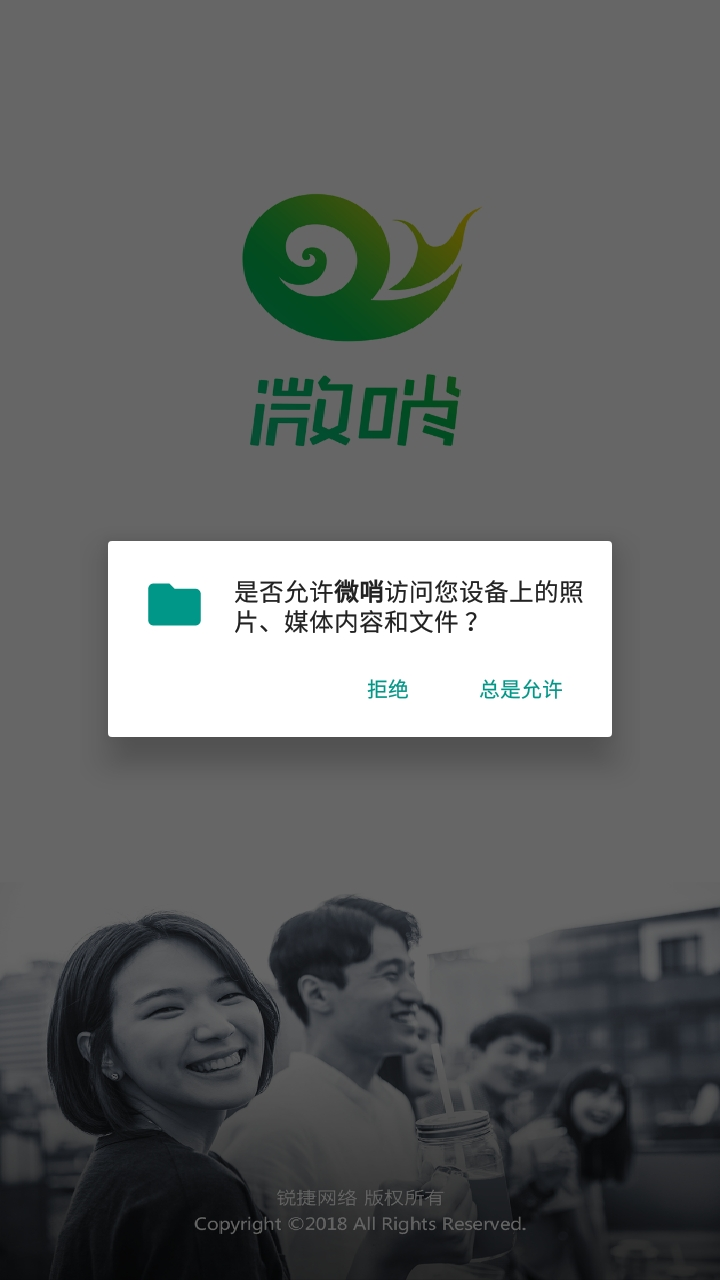 微哨
是否允许微哨访问您设备上的照
片、媒体内容和文件？
拒绝
总是允许
锐捷网络 版权所有
Copyright ©2018 All Rights Reserved.